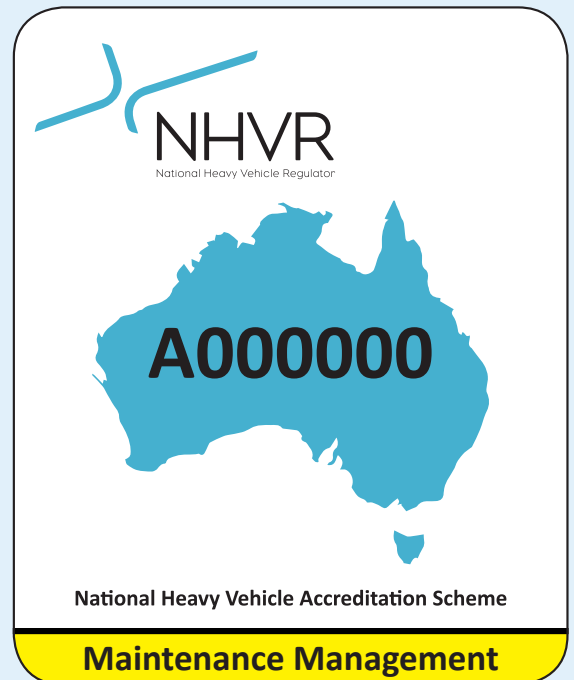 NHVR
National Heavy Vehicle Regulator
A000000
National Heavy Vehicle Accreditation Scheme
Maintenance Management